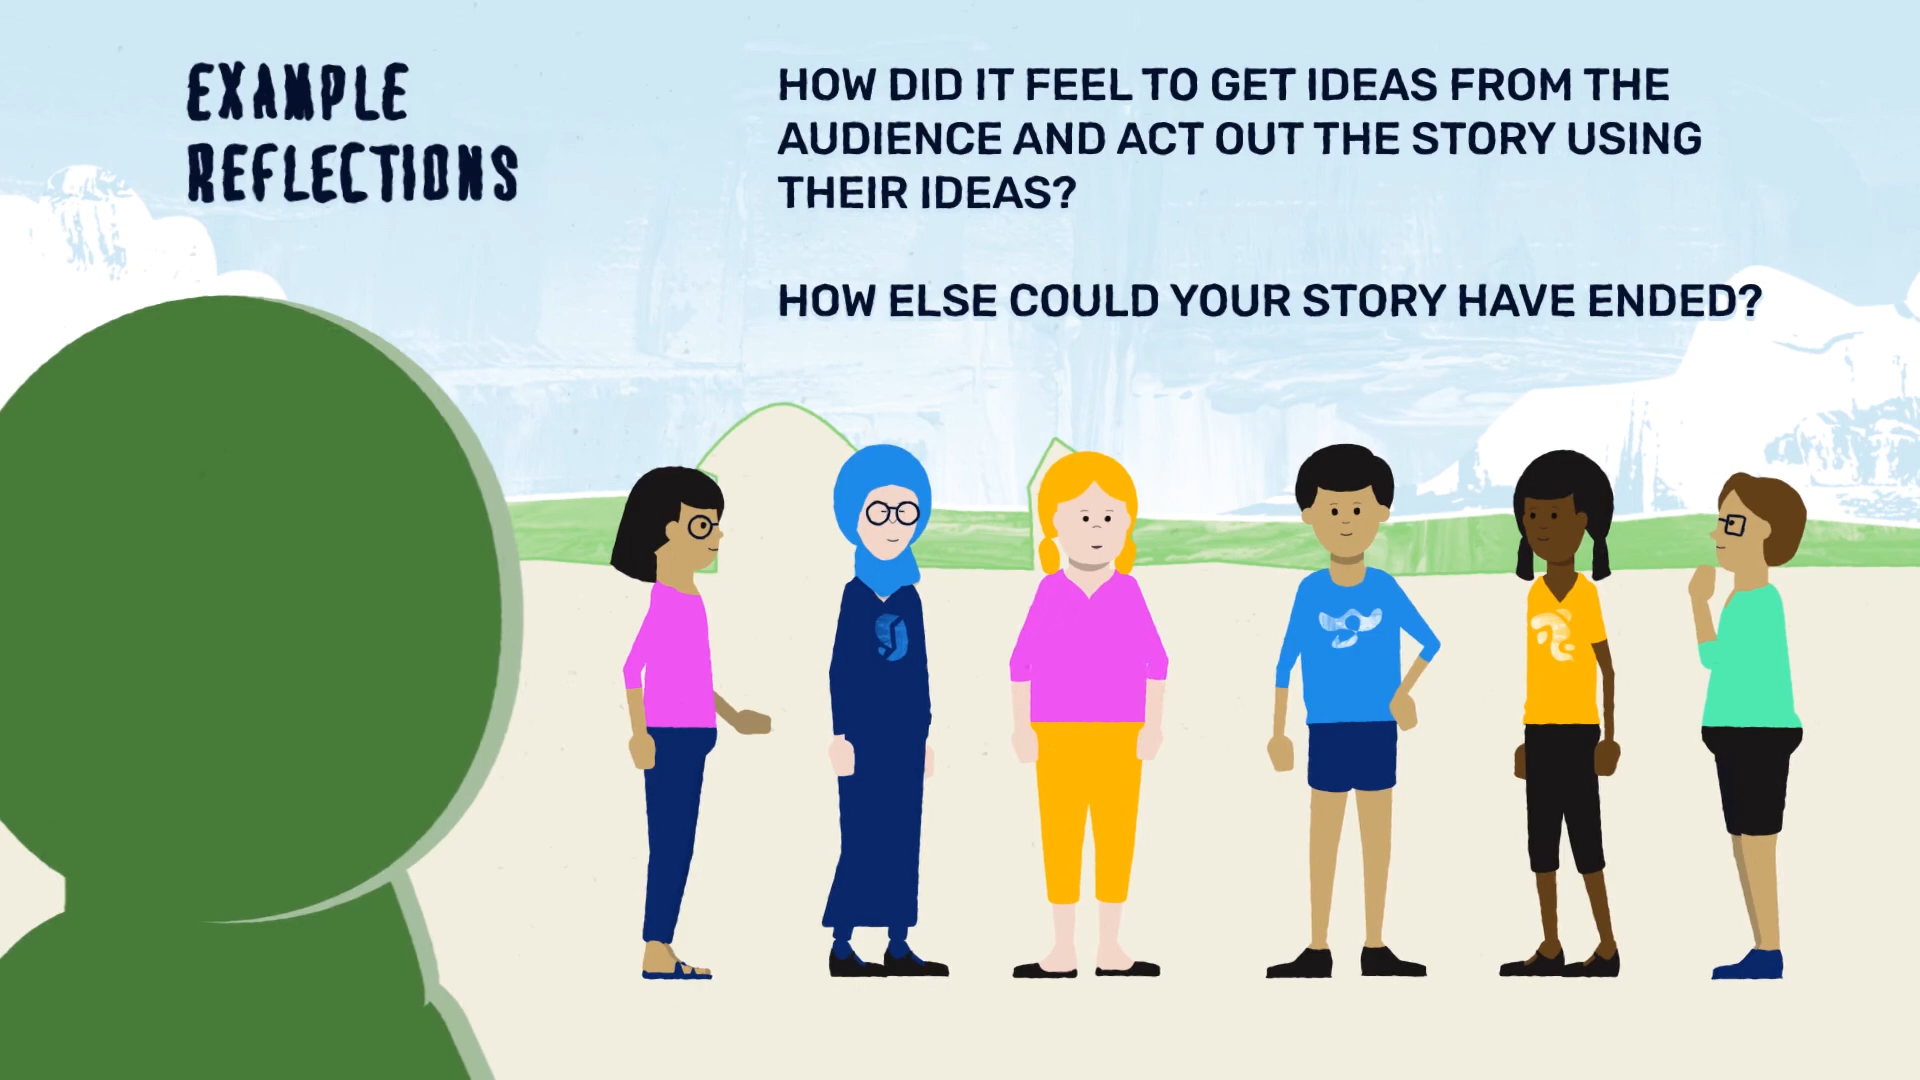 EXAMPLE
REFLECTIONS
HOW DID IT FEEL TO GET IDEAS FROM THE
AUDIENCE AND ACT OUT THE STORY USING
THEIR IDEAS?
HOW ELSE COULD YOUR STORY HAVE ENDED?